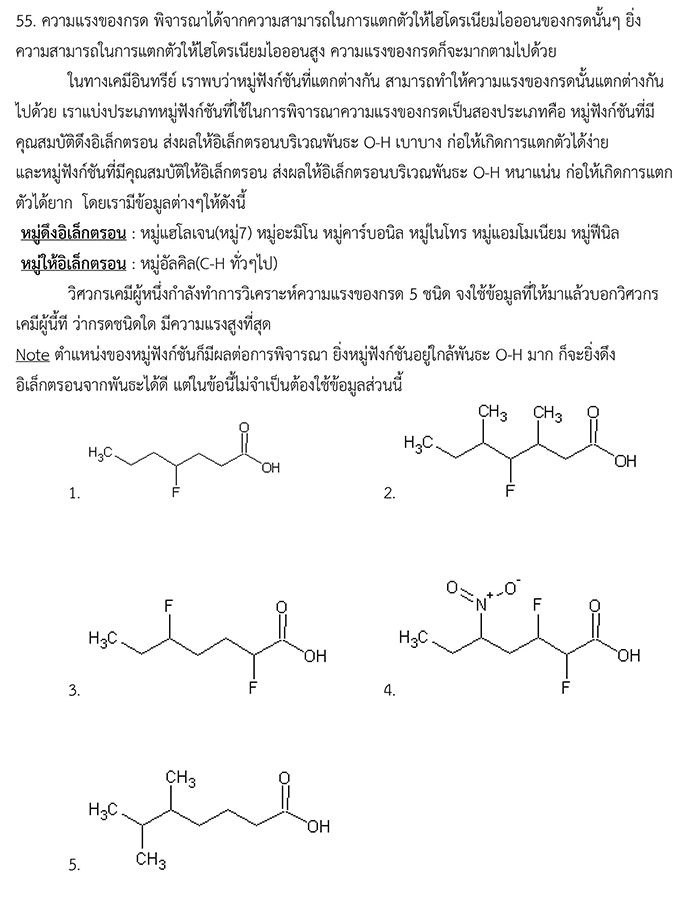 55. ความแรงของกรด พิจารณาได้จากความสามารถในการแตกตัวให้ไฮโดรเนียมไอออนของกรดนั้นๆ ยิ่ง
ความสามารถในการแตกตัวให้ไฮโดรเนียมไอออนสูง ความแรงของกรดก็จะมากตามไปด้วย
ในทางเคมีอินทรีย์ เราพบว่าหมู่ฟังก์ชันที่แตกต่างกัน สามารถทำให้ความแรงของกรดนั้นแตกต่างกัน
ไปด้วย เราแบ่งประเภทหมู่ฟังก์ชันที่ใช้ในการพิจารณาความแรงของกรดเป็นสองประเภทคือ หมู่ฟังก์ชันที่มี
คุณสมบัติดึงอิเล็กตรอน ส่งผลให้อิเล็กตรอนบริเวณพันธะ O-H เบาบาง ก่อให้เกิดการแตกตัวได้ง่าย
และหมู่ฟังก์ชันที่มีคุณสมบัติให้อิเล็กตรอน ส่งผลให้อิเล็กตรอนบริเวณพันธะ O-H หนาแน่น ก่อให้เกิดการแตก
ตัวได้ยาก โดยเรามีข้อมูลต่างๆให้ดังนี้
หมู่ดึงอิเล็กตรอน : หมู่แฮโลเจน(หมู่7) หมู่อะมิโน หมู่คาร์บอนิล หมู่ไนโทร หมู่แอมโมเนียม หมู่ฟีนิล
หมู่ให้อิเล็กตรอน : หมู่อัลคิล(C-H ทั่วๆไป)
วิศวกรเคมีผู้หนึ่งกำลังทำการวิเคราะห์ความแรงของกรด 5 ชนิด จงใช้ข้อมูลที่ให้มาแล้วบอกวิศวกร
เคมีผู้นี้ที ว่ากรดชนิดใด มีความแรงสูงที่สุด
Note ตำแหน่งของหมู่ฟังก์ชันก็มีผลต่อการพิจารณา ยิ่งหมู่ฟังก์ชันอยู่ใกล้พันธะ O-H มาก ก็จะยิ่งดึง
อิเล็กตรอนจากพันธะได้ดี แต่ในข้อนี้ไม่จำเป็นต้องใช้ข้อมูลส่วนนี้
H3C O OH F
1.
CH3 CH3 O
H3C OH F
2.
F O
H3C OH F
3.
O N+ O- F O
H3C OH F
4.
CH3 O
H3C OH
CH3
5.